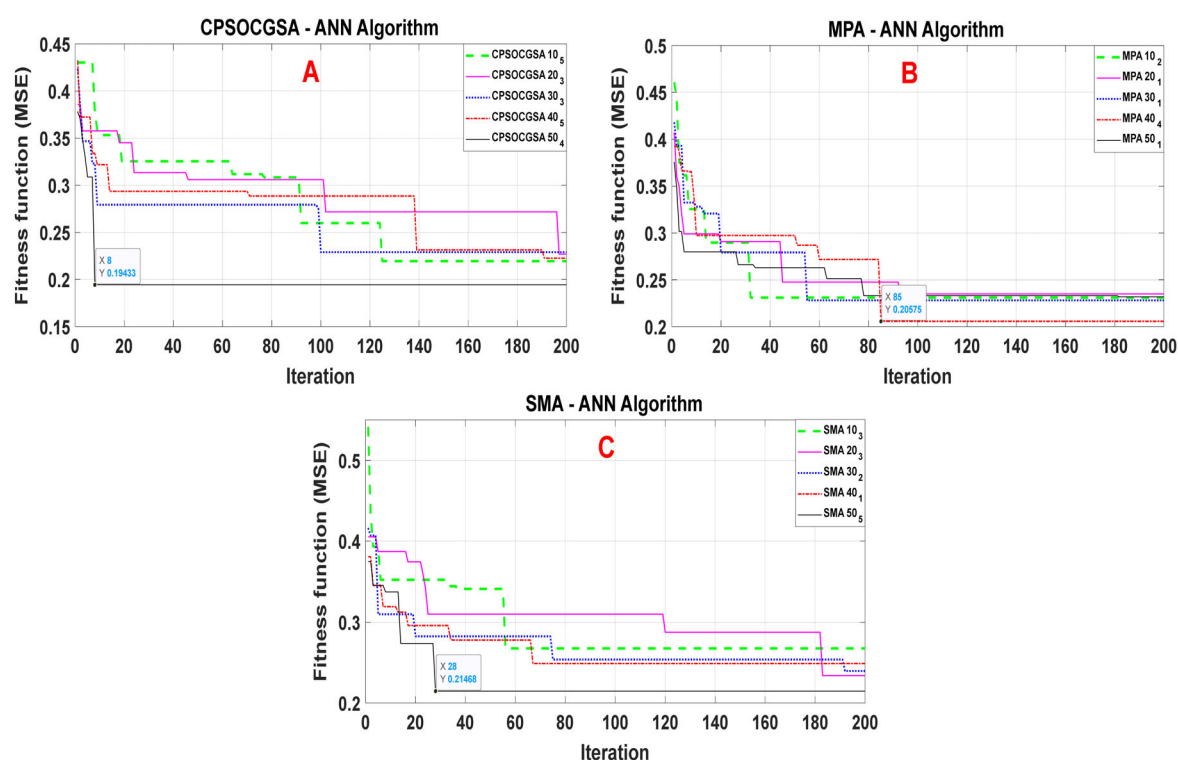 CPSOCGSA - ANN Algorithm
A
Fitness function (MSE)
0.45
0.4
0.35
0.3
0.25
0.2
0.15
CPSOCGSA 10 5
CPSOCGSA 20 3
CPSOCGSA 30 3
CPSOCGSA 40 5
CPSOCGSA 50 4
X 8
Y 0.19433
0 20 40 60 80 100 120 140 160 180 200
Iteration
MPA - ANN Algorithm
B
Fitness function (MSE)
0.5
0.45
0.4
0.35
0.3
0.25
0.2
MPA 10 2
MPA 20 1
MPA 30 1
MPA 40 4
MPA 50 1
X 85
Y 0.20575
0 20 40 60 80 100 120 140 160 180 200
Iteration
SMA - ANN Algorithm
C
Fitness function (MSE)
0.5
0.4
0.3
0.2
SMA 10 3
SMA 20 3
SMA 30 2
SMA 40 1
SMA 50 5
X 28
Y 0.21468
0 20 40 60 80 100 120 140 160 180 200
Iteration